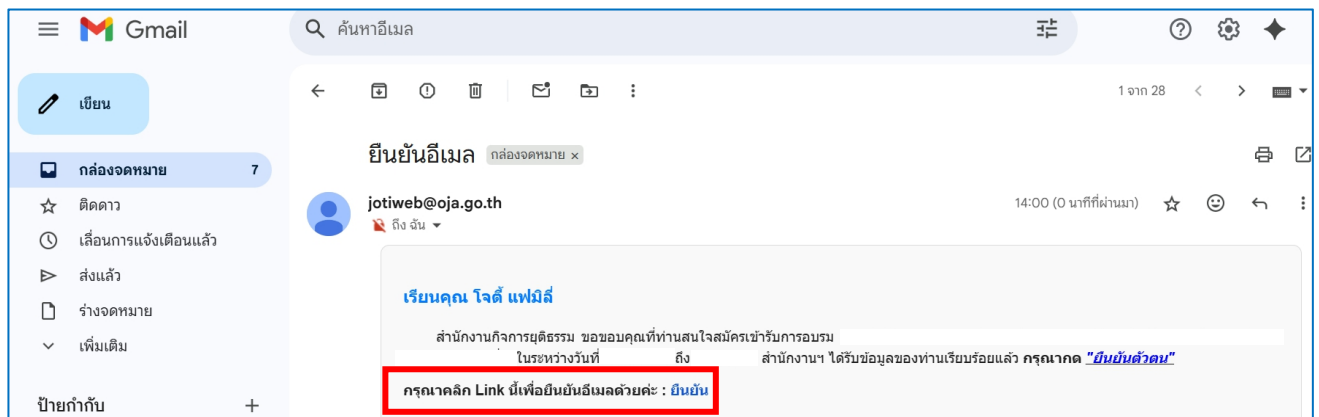 Gmail
ค้นหาอีเมล
เขียน
1 จาก 28
กล่องจดหมาย 7
ติดดาว
เลื่อนการแจ้งเตือนแล้ว
ส่งแล้ว
ร่างจดหมาย
เพิ่มเติม
ป้ายกำกับ
ยืนยันอีเมล กล่องจดหมาย x
jotiweb@oja.go.th 14:00 (0 นาทีที่ผ่านมา)
ถึง ฉัน
เรียนคุณ โจตี้ แฟมิลี่
สำนักงานกิจการยุติธรรม ขอขอบคุณที่ท่านสนใจสมัครเข้ารับการอบรม
ในระหว่างวันที่ ถึง สำนักงานฯ ได้รับข้อมูลของท่านเรียบร้อยแล้ว กรุณากด "ยืนยันตัวตน"
กรุณาคลิก Link นี้เพื่อยืนยันอีเมลด้วยค่ะ : ยืนยัน